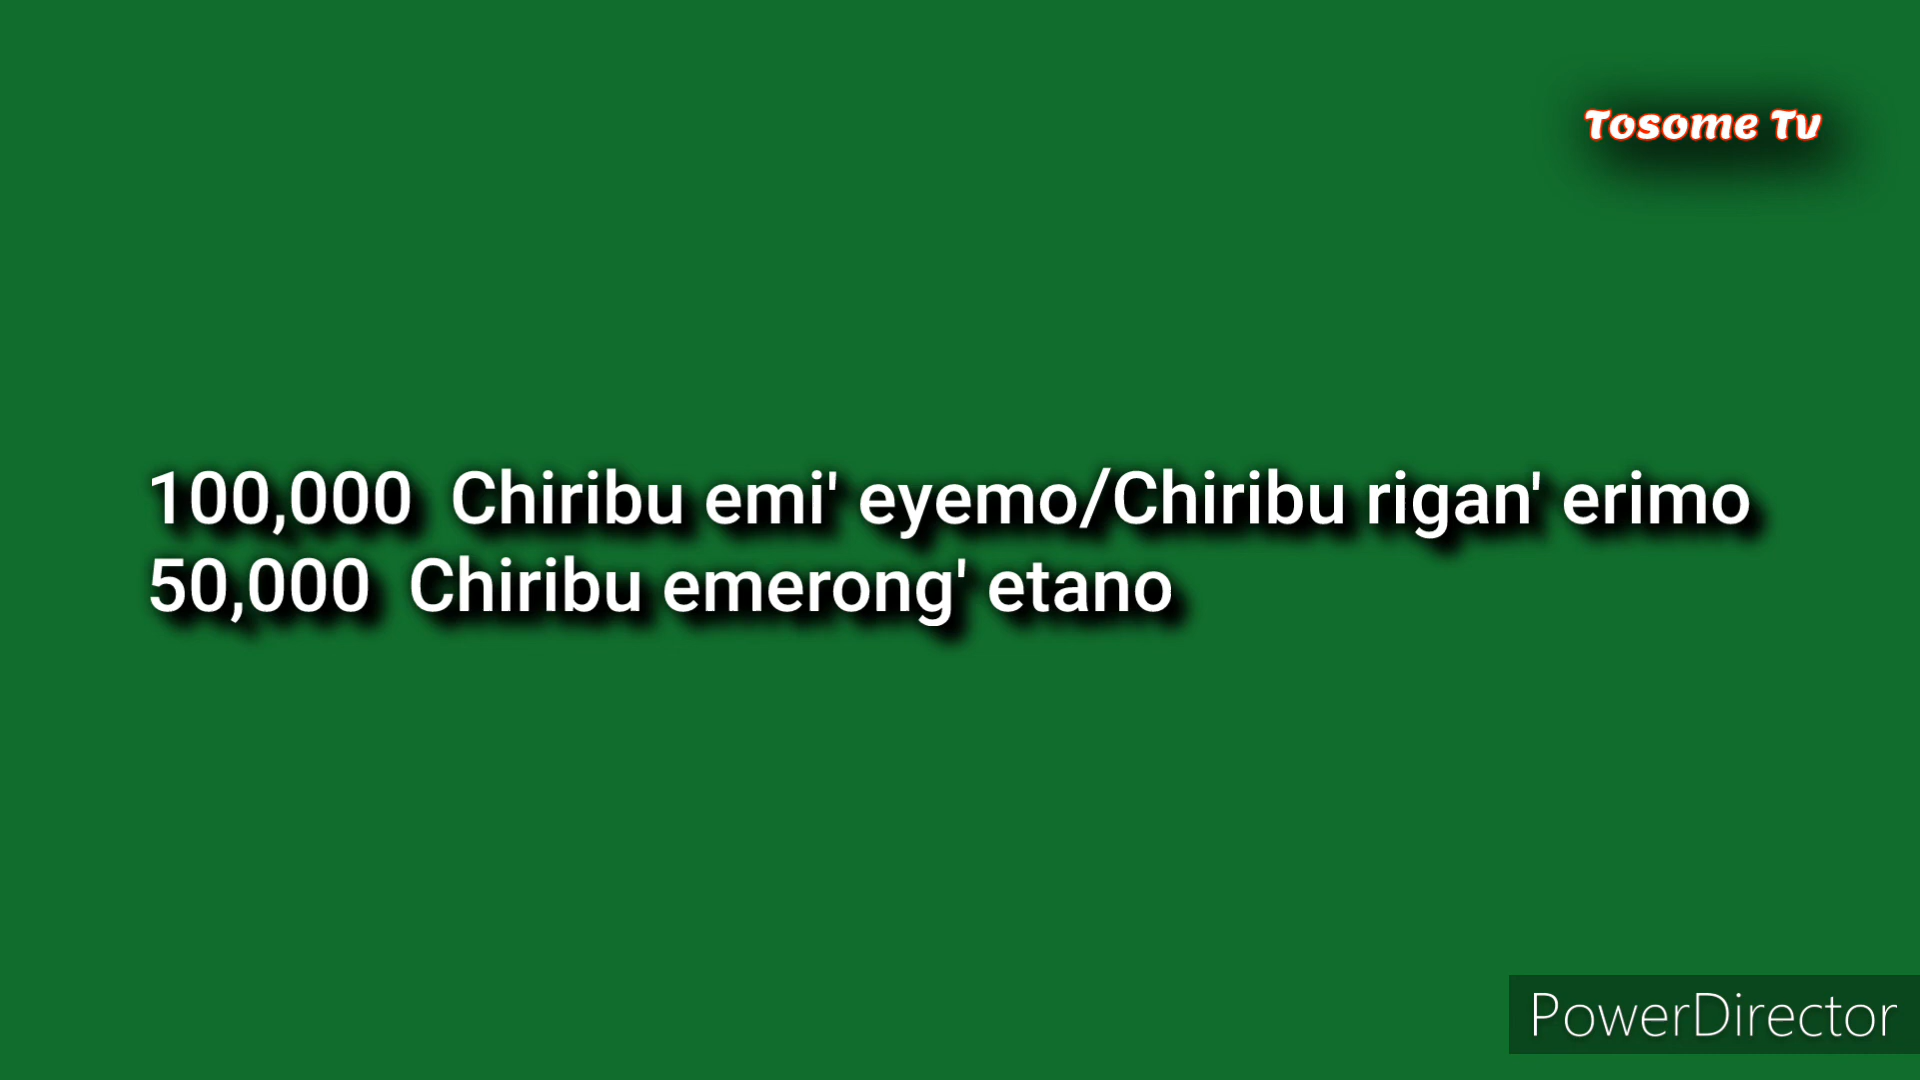 Tosome Tv
100,000 Chiribu emi' eyemo/Chiribu rigan' erimo
50,000 Chiribu emerong' etano
PowerDirector